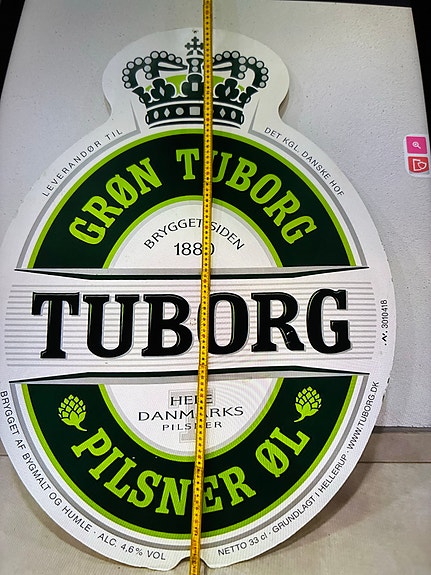 LEVERANDØR TIL
DET KGL. DANSKE HOF
GRØN TUBORG
BRYGGET SIDEN
1880
TUBORG
HELE
DANMARKS
PILSNER
PILSNER ØL
BRYGGET AF BYGMALT OG HUMLE · ALC. 4,6% VOL
NETTO 33 cl · GRUNDLAGT I HELLERUP · WWW.TUBORG.DK
3010418